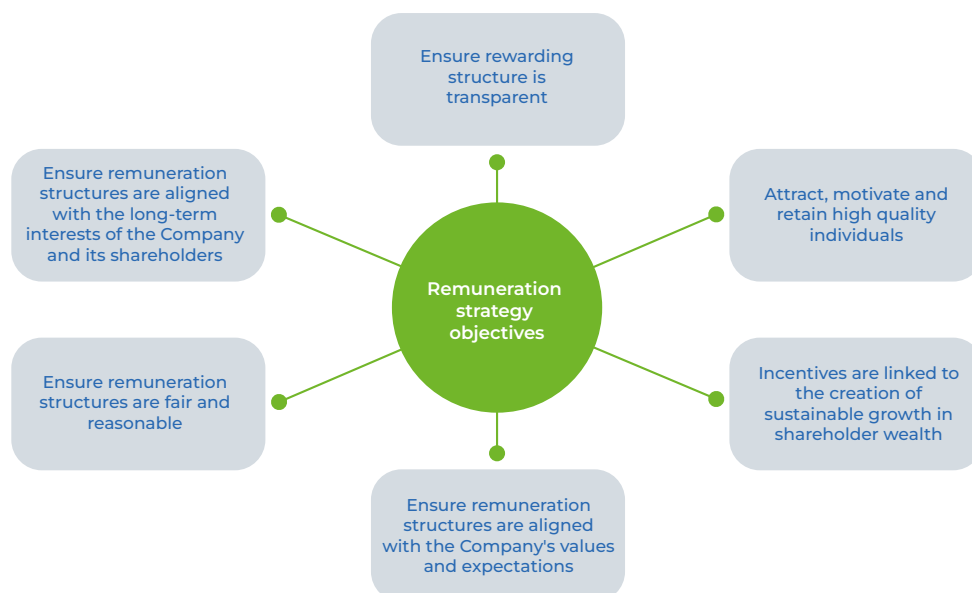 Ensure rewarding
structure is
transparent
Ensure remuneration
structures are aligned
with the long-term
interests of the Company
and its shareholders
Attract, motivate and
retain high quality
individuals
Remuneration
strategy
objectives
Ensure remuneration
structures are fair and
reasonable
Incentives are linked to
the creation of
sustainable growth in
shareholder wealth
Ensure remuneration
structures are aligned
with the Company's values
and expectations